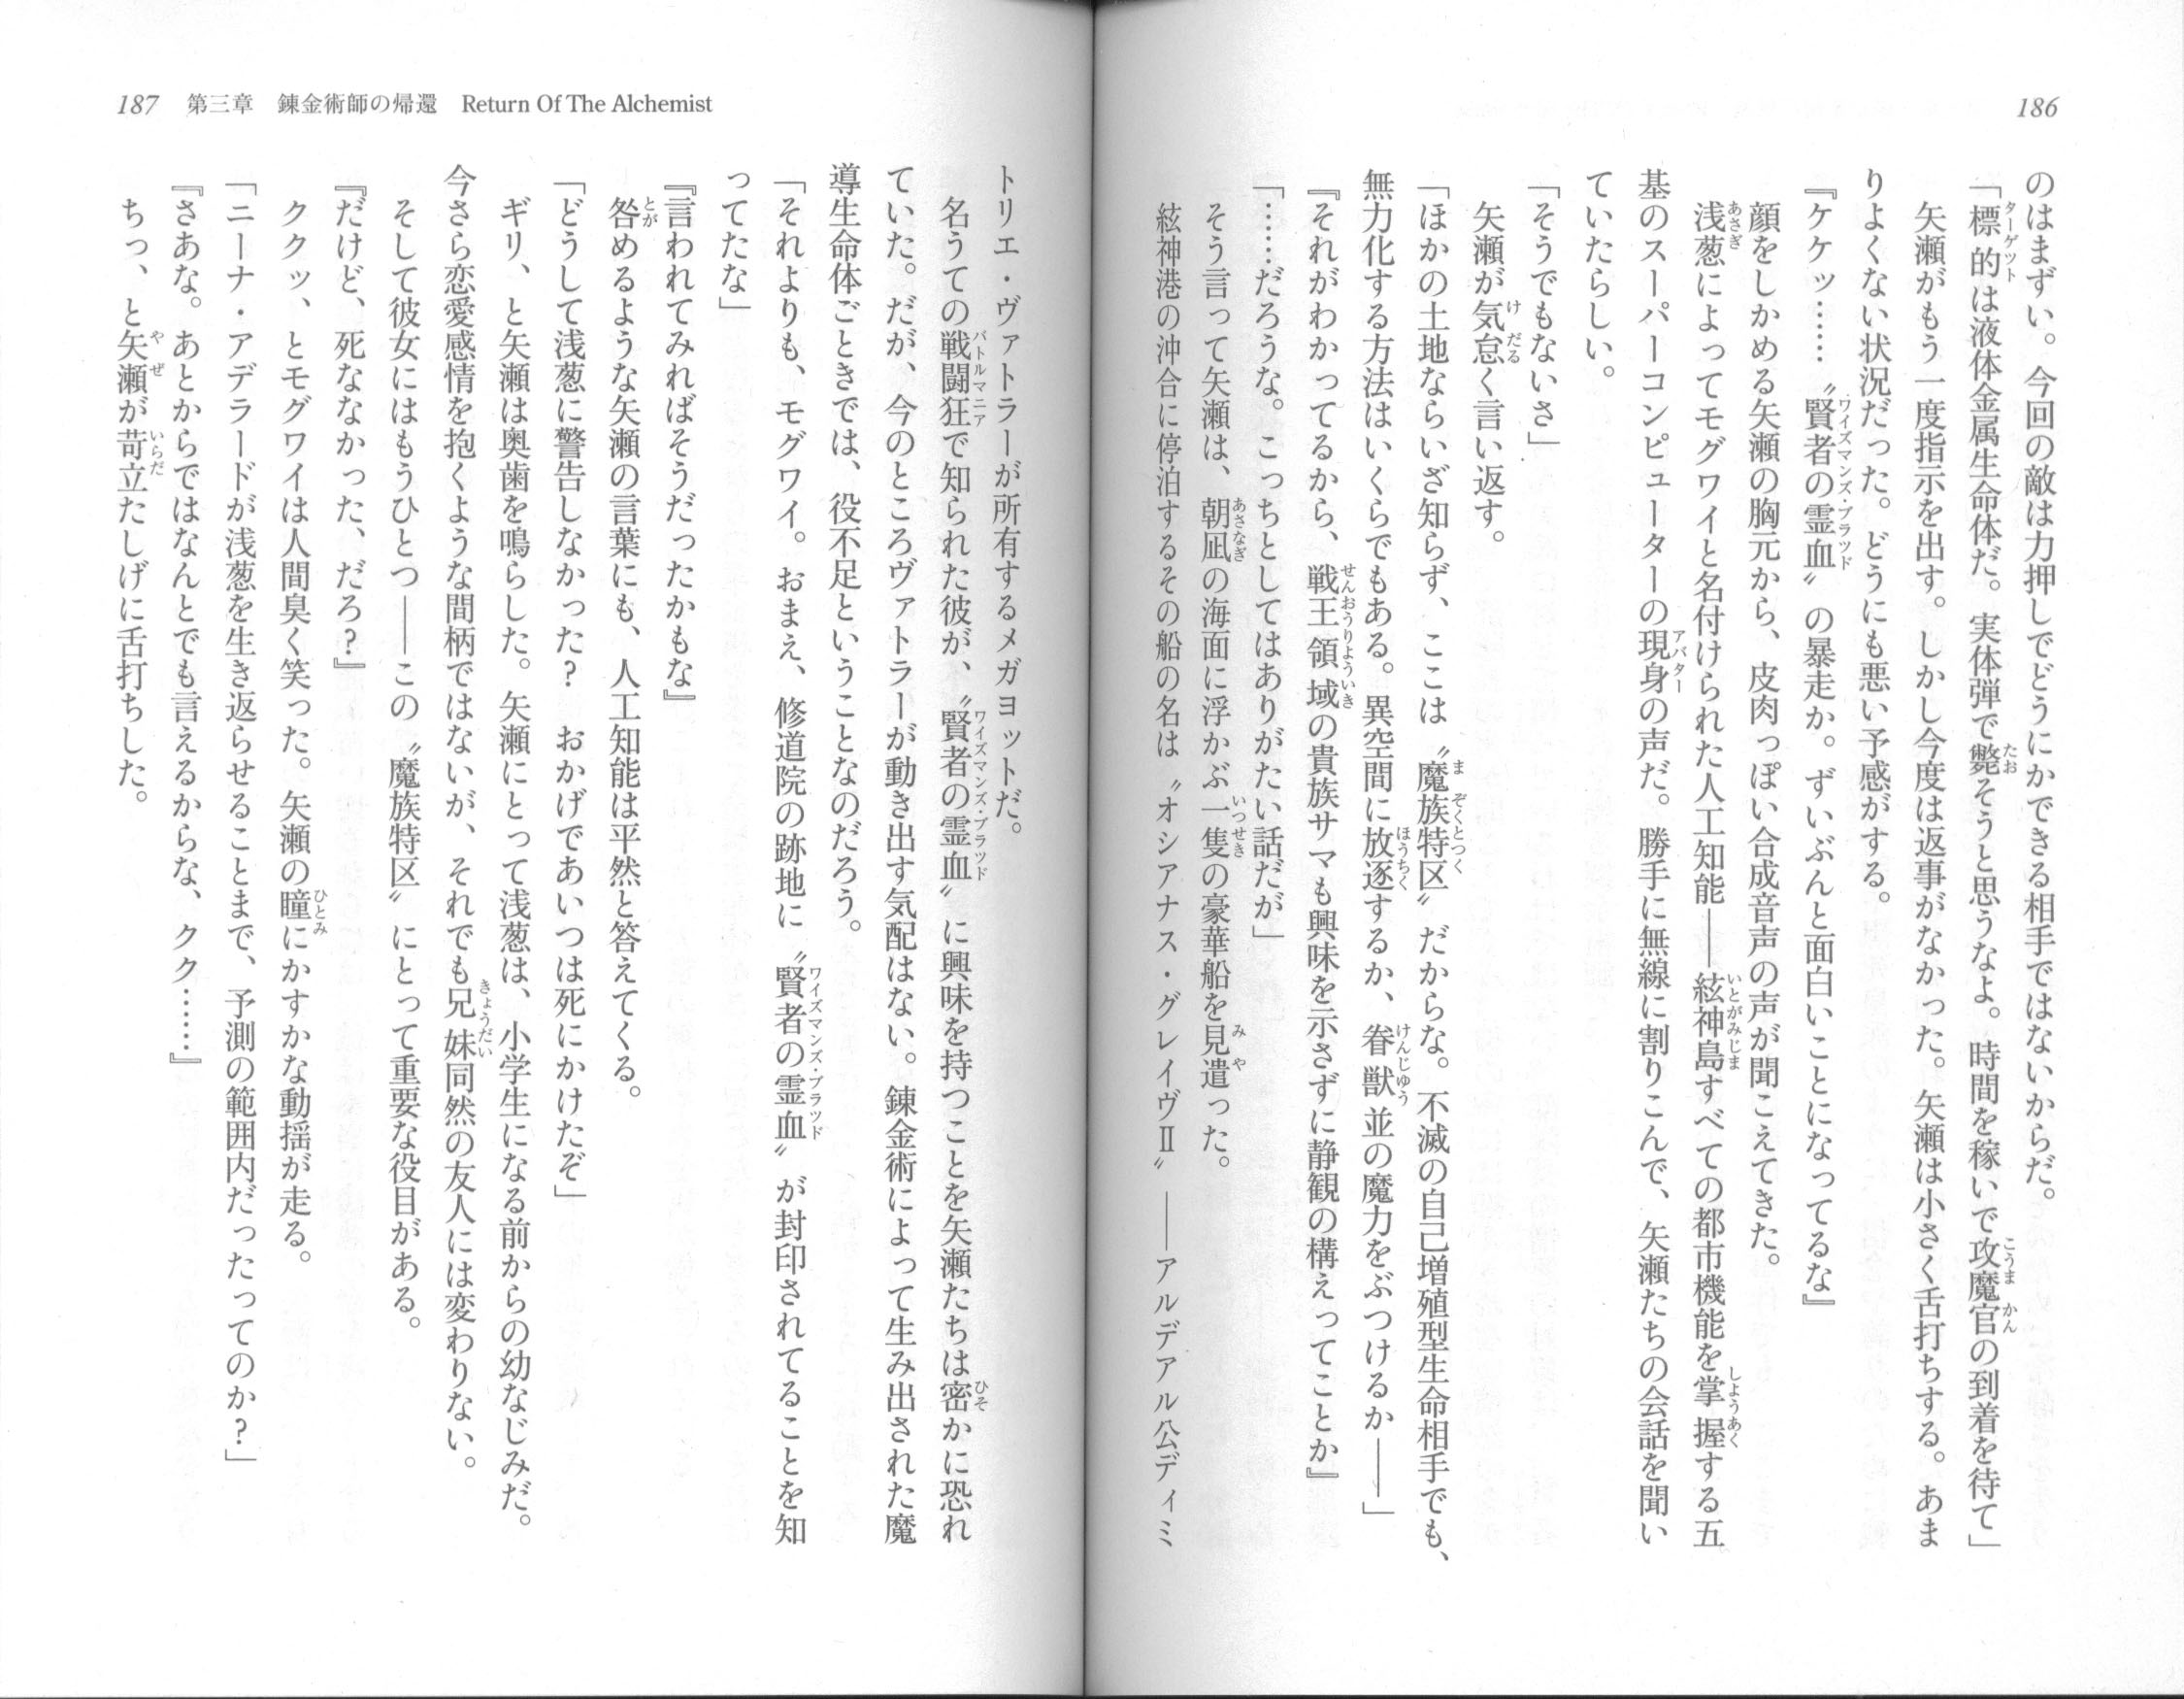 186
のはまずい。今回の敵は力押しでどうにかできる相手ではないからだ。
「標的は液体金属生命体だ。実体弾で斃そうと思うなよ。時間を稼いで攻魔官の到着を待て」
矢瀬がもう一度指示を出す。しかし今度は返事がなかった。矢瀬は小さく舌打ちする。あま
りよくない状況だった。どうにも悪い予感がする。
『ケケッ……〝賢者の霊血〟の暴走か。ずいぶんと面白いことになってるな』
顔をしかめる矢瀬の胸元から、皮肉っぽい合成音声の声が聞こえてきた。
浅葱によってモグワイと名付けられた人工知能――絃神島すべての都市機能を掌握する五
基のスーパーコンピューターの現身の声だ。勝手に無線に割りこんで、矢瀬たちの会話を聞い
ていたらしい。
「そうでもないさ」
矢瀬が気怠く言い返す。
「ほかの土地ならいざ知らず、ここは〝魔族特区〟だからな。不滅の自己増殖型生命相手でも、
無力化する方法はいくらでもある。異空間に放逐するか、眷獣並の魔力をぶつけるか――」
『それがわかってるから、戦王領域の貴族サマも興味を示さずに静観の構えってことか』
「……だろうな。こっちとしてはありがたい話だが」
そう言って矢瀬は、朝凪の海面に浮かぶ一隻の豪華船を見遣った。
絃神港の沖合に停泊するその船の名は〝オシアナス・グレイヴⅡ〟――アルデアル公ディミ
187 第三章 錬金術師の帰還 Return Of The Alchemist
トリエ・ヴァトラーが所有するメガヨットだ。
名うての戦闘狂で知られた彼が、〝賢者の霊血〟に興味を持つことを矢瀬たちは密かに恐れ
ていた。だが、今のところヴァトラーが動き出す気配はない。錬金術によって生み出された魔
導生命体ごときでは、役不足ということなのだろう。
「それよりも、モグワイ。おまえ、修道院の跡地に〝賢者の霊血〟が封印されてることを知
ってたな」
『言われてみればそうだったかもな』
咎めるような矢瀬の言葉にも、人工知能は平然と答えてくる。
「どうして浅葱に警告しなかった? おかげであいつは死にかけたぞ」
ギリ、と矢瀬は奥歯を鳴らした。矢瀬にとって浅葱は、小学生になる前からの幼なじみだ。
今さら恋愛感情を抱くような間柄ではないが、それでも兄妹同然の友人には変わりない。
そして彼女にはもうひとつ――この〝魔族特区〟にとって重要な役目がある。
『だけど、死ななかった、だろ?』
ククッ、とモグワイは人間臭く笑った。矢瀬の瞳にかすかな動揺が走る。
「ニーナ・アデラードが浅葱を生き返らせることまで、予測の範囲内だったってのか?」
『さあな。あとからではなんとでも言えるからな、クク……』
ちっ、と矢瀬が苛立たしげに舌打ちした。